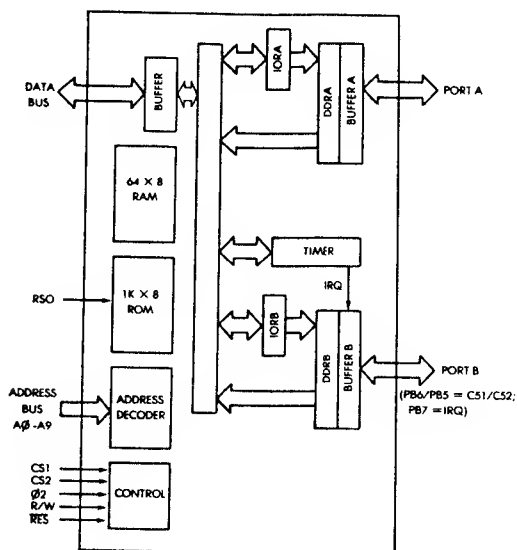 DATA
BUS
BUFFER
IORA
DDRA
BUFFER A
PORT A
64 × 8
RAM
TIMER
IRQ
RSO
1K × 8
ROM
IORB
DDRB
BUFFER B
PORT B
(PB6/PB5 = C51/C52;
PB7 = IRQ)
ADDRESS
BUS
AØ-A9
ADDRESS
DECODER
CS1
CS2
Ø2
R/W
RES
CONTROL